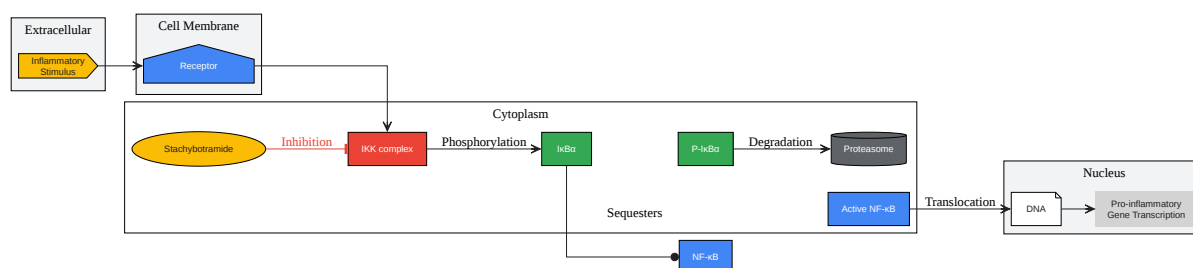 Extracellular
Inflammatory
Stimulus
Cell Membrane
Receptor
Cytoplasm
Stachybotramide
Inhibition
IKK complex
Phosphorylation
IκBα
P-IκBα
Degradation
Proteasome
Sequesters
NF-κB
Active NF-κB
Translocation
Nucleus
DNA
Pro-inflammatory
Gene Transcription